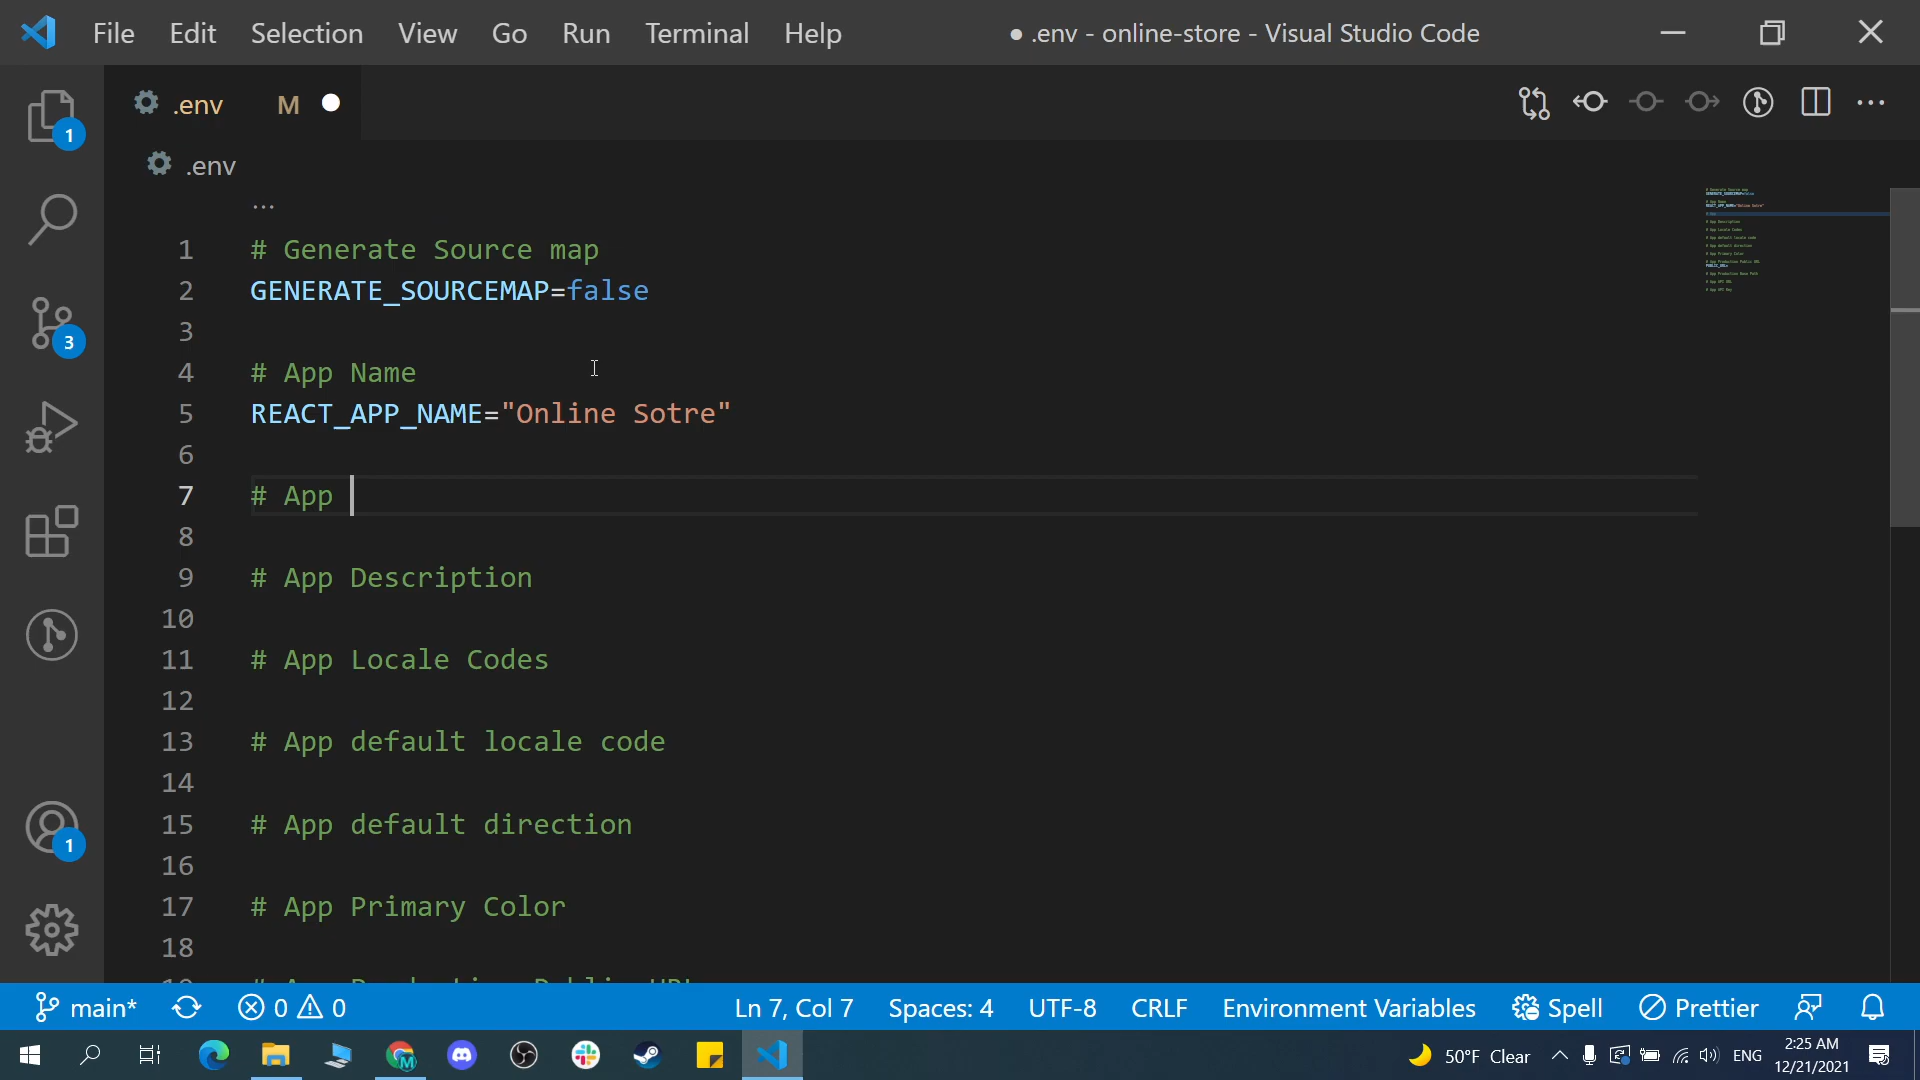 File Edit Selection View Go Run Terminal Help ● .env - online-store - Visual Studio Code
.env M
.env
...
1 # Generate Source map
2 GENERATE_SOURCEMAP=false
3
4 # App Name
5 REACT_APP_NAME="Online Sotre"
6
7 # App
8
9 # App Description
10
11 # App Locale Codes
12
13 # App default locale code
14
15 # App default direction
16
17 # App Primary Color
18
1
3
1
main* 0 0 Ln 7, Col 7 Spaces: 4 UTF-8 CRLF Environment Variables Spell Prettier
50°F Clear ENG 2:25 AM
12/21/2021